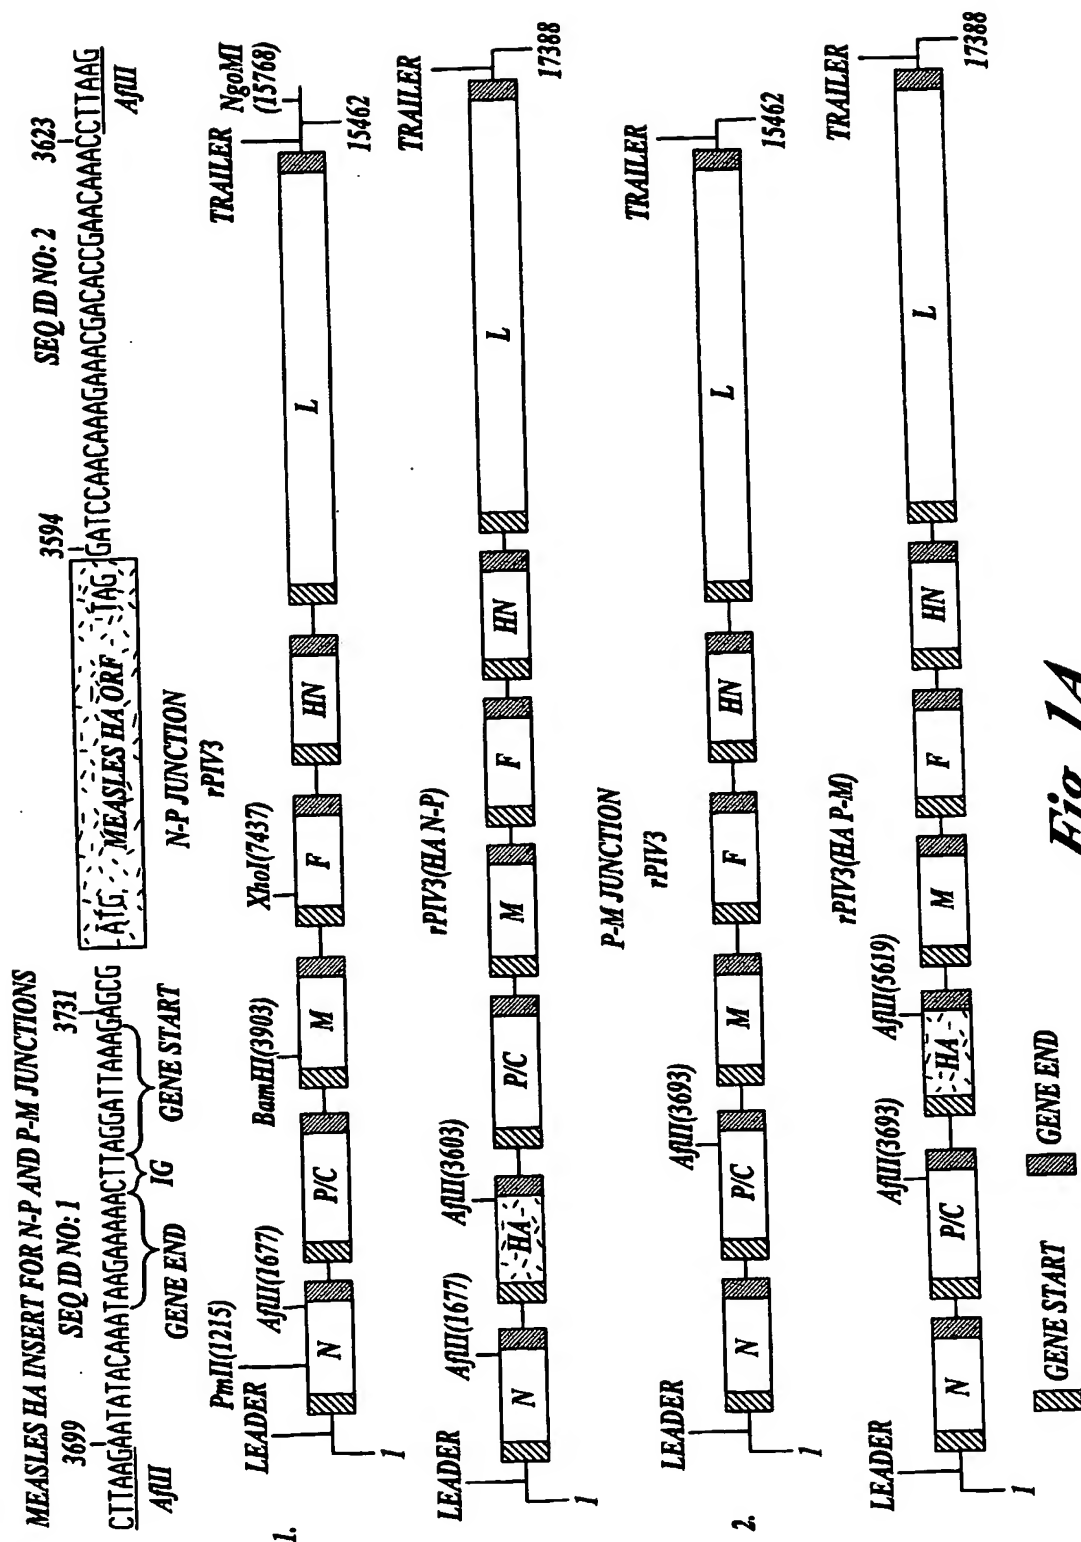 MEASLES HA INSERT FOR N-P AND P-M JUNCTIONS
3699 SEQ ID NO: 1 3731 3594 SEQ ID NO: 2 3623
CTTAAGAATATACAAATAAGAAAAACTTAGGATTAAAGAGCG ATG MEASLES HA ORF TAG GATCCAACAAAGAAACGACACCGAACAAACCTTAAG
AflII GENE END IG GENE START AflII
N-P JUNCTION
rPIV3
1.
LEADER PmlI(1215) AflII(1677) BamHI(3903) XhoI(7437) TRAILER NgoMI (15768)
N P/C M F HN L
1 15462
rPIV3(HA N-P)
LEADER AflII(1677) AflII(3603) TRAILER
N HA P/C M F HN L
1 17388
P-M JUNCTION
rPIV3
2.
LEADER AflII(3693) TRAILER
N P/C M F HN L
1 15462
rPIV3(HA P-M)
LEADER AflII(3693) AflII(5619) TRAILER
N P/C HA M F HN L
1 17388
GENE START GENE END
Fig. 1A